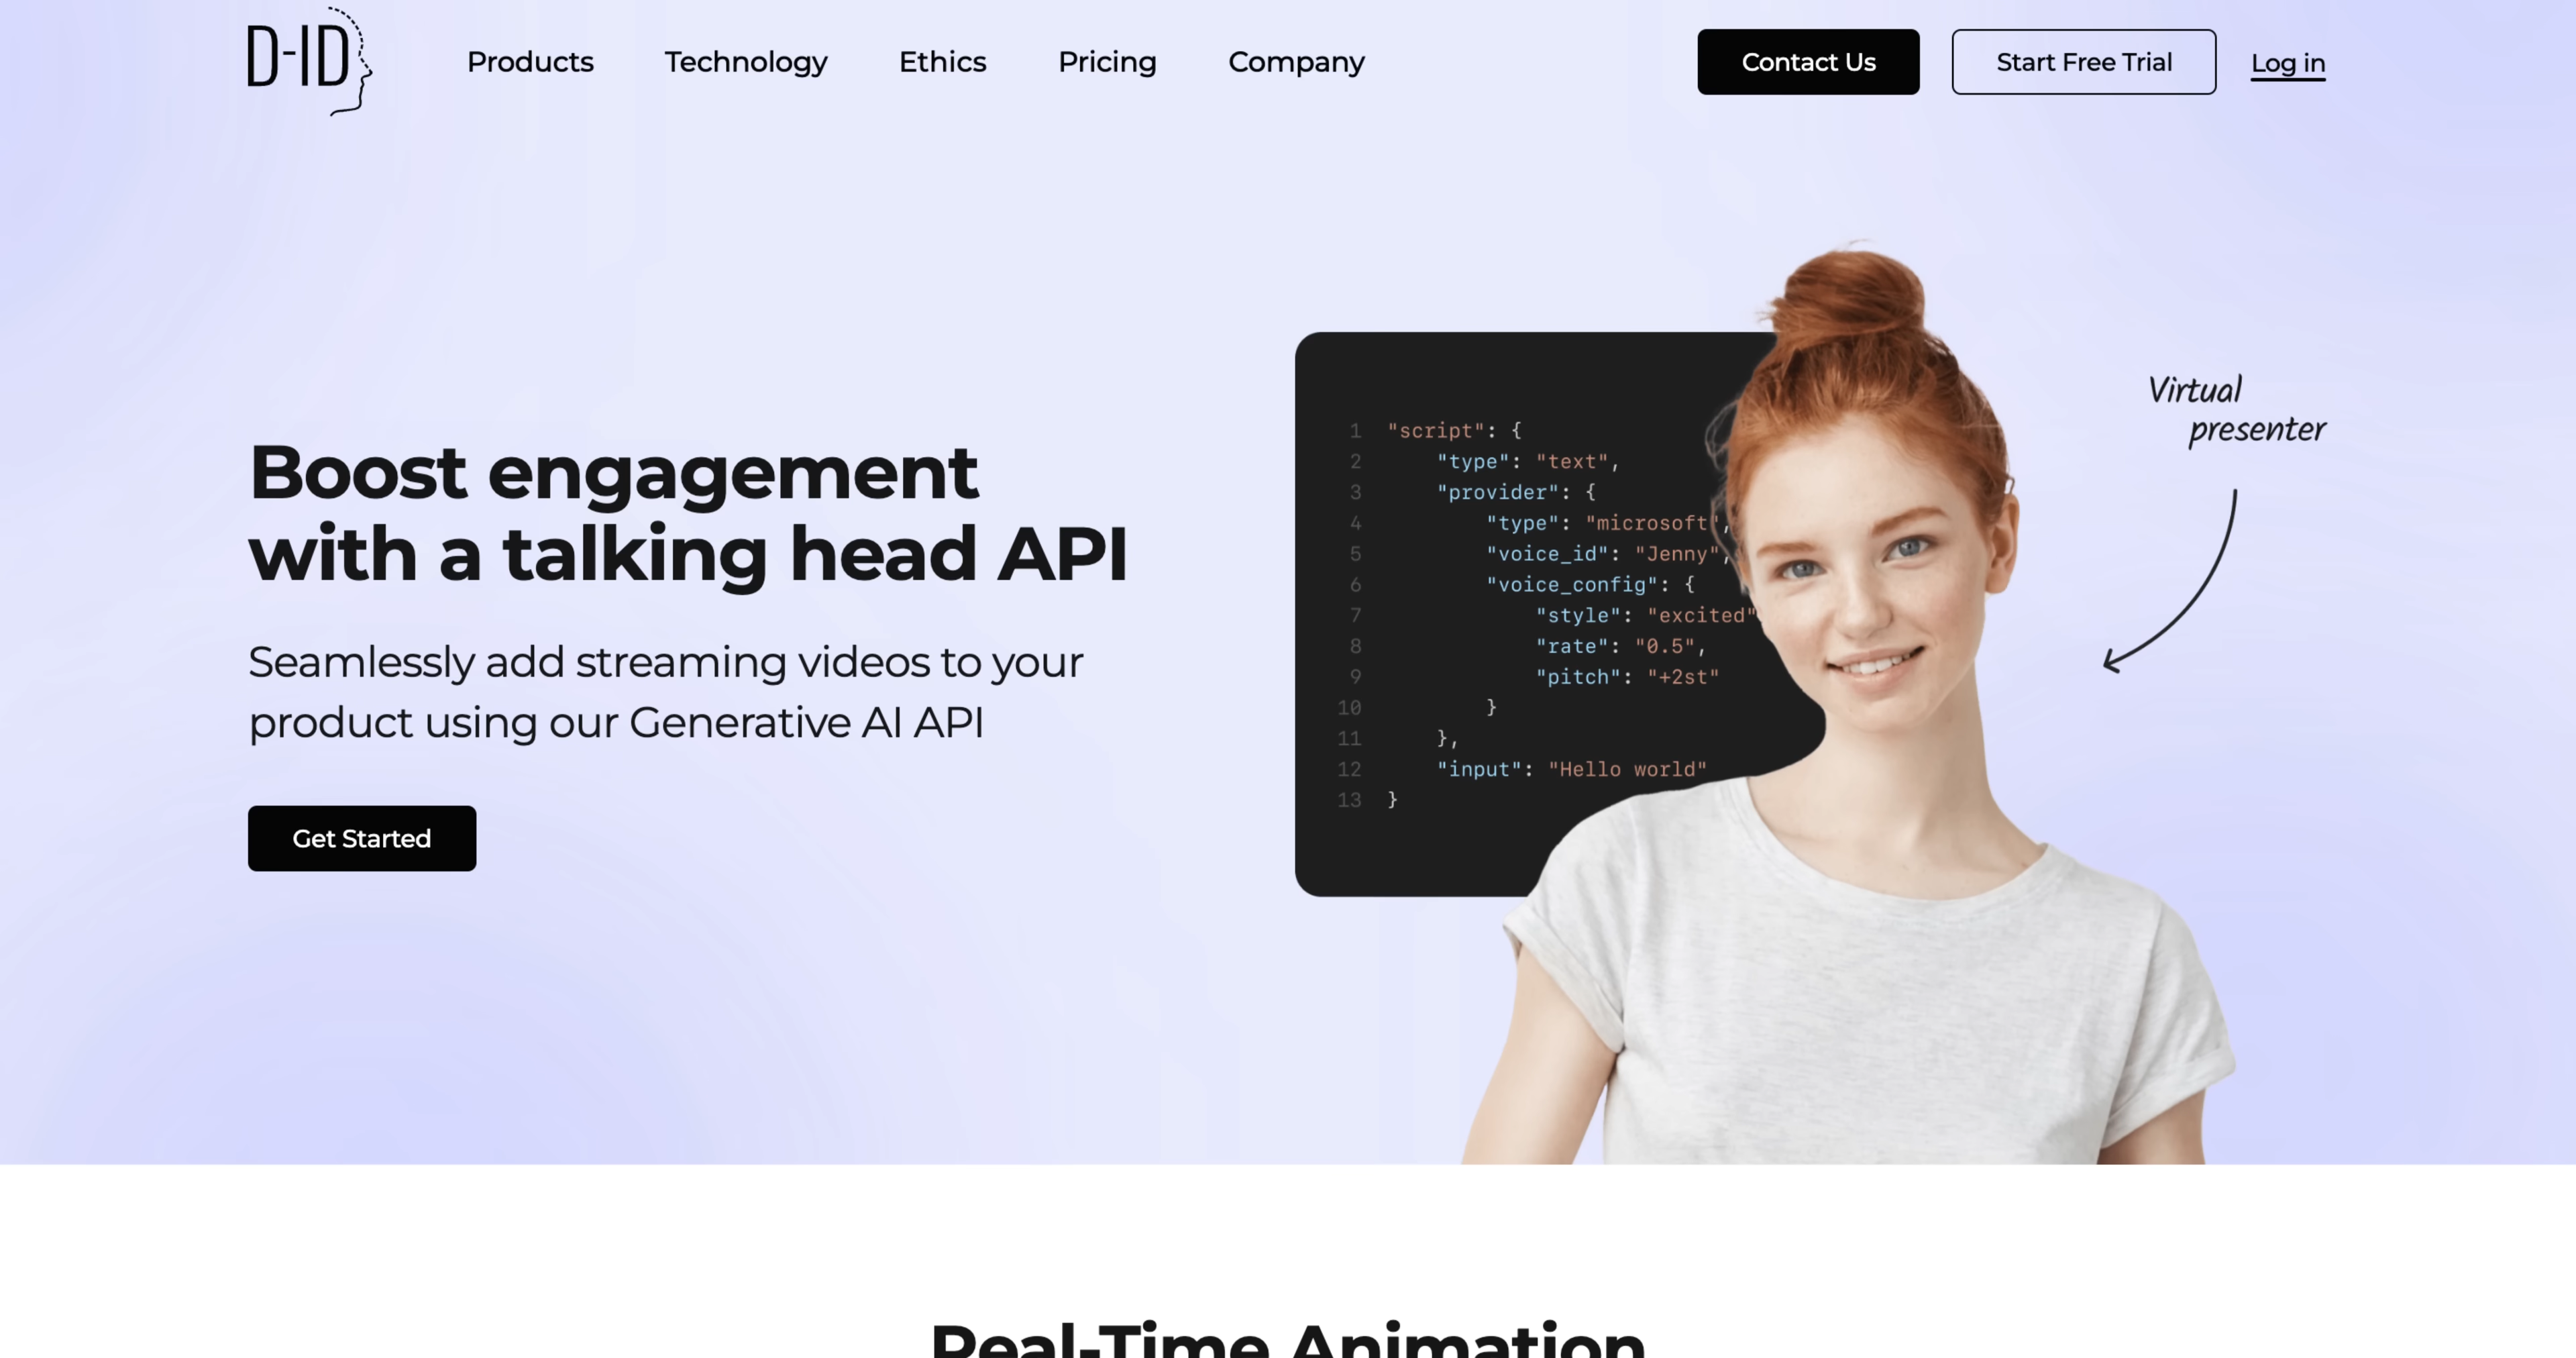 D-ID
Products
Technology
Ethics
Pricing
Company
Contact Us
Start Free Trial
Log in
Boost engagement
with a talking head API
Seamlessly add streaming videos to your
product using our Generative AI API
Get Started
1 "script": {
2 "type": "text",
3 "provider": {
4 "type": "microsoft",
5 "voice_id": "Jenny",
6 "voice_config": {
7 "style": "excited"
8 "rate": "0.5",
9 "pitch": "+2st"
10 }
11 },
12 "input": "Hello world"
13 }
Virtual
presenter
Real-Time Animation